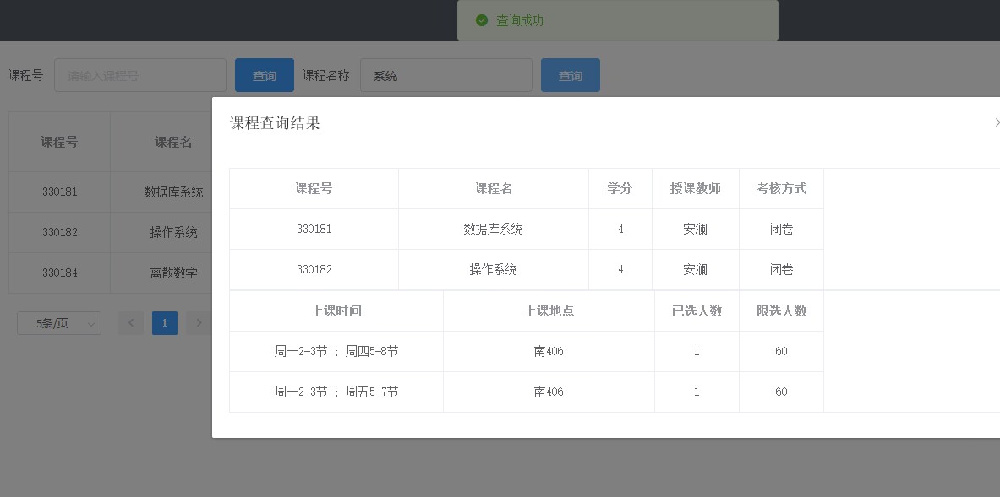 查询成功
课程号 请输入课程号 查询 课程名称 系统 查询
课程号 课程名
330181 数据库系统
330182 操作系统
330184 离散数学
5条/页 1
课程查询结果
课程号 课程名 学分 授课教师 考核方式
330181 数据库系统 4 安澜 闭卷
330182 操作系统 4 安澜 闭卷
上课时间 上课地点 已选人数 限选人数
周一2-3节 ; 周四5-8节 南406 1 60
周一2-3节 ; 周五5-7节 南406 1 60